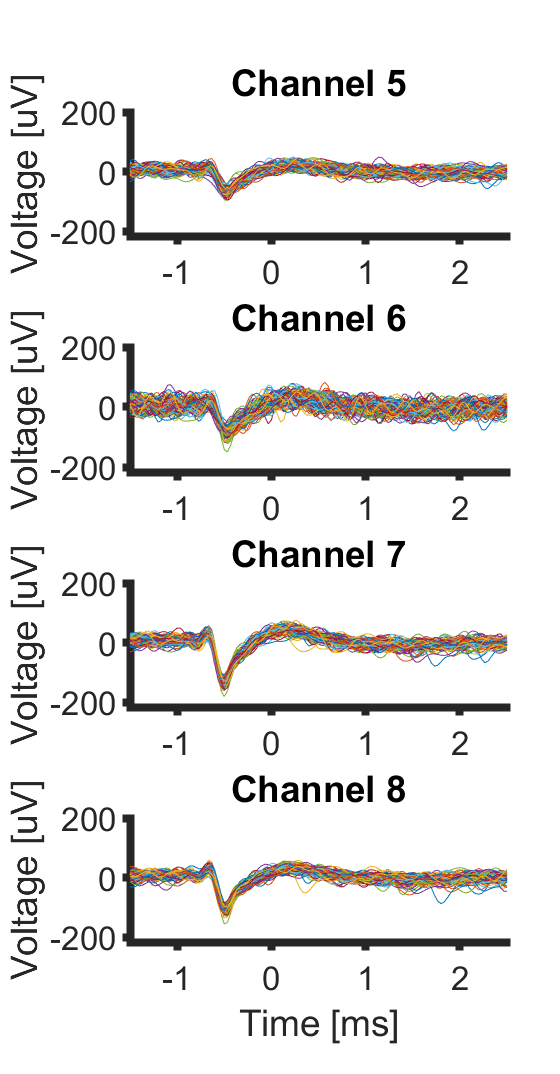 Channel 5
Voltage [uV]
200
0
-200
-1 0 1 2
Channel 6
Voltage [uV]
200
0
-200
-1 0 1 2
Channel 7
Voltage [uV]
200
0
-200
-1 0 1 2
Channel 8
Voltage [uV]
200
0
-200
-1 0 1 2
Time [ms]